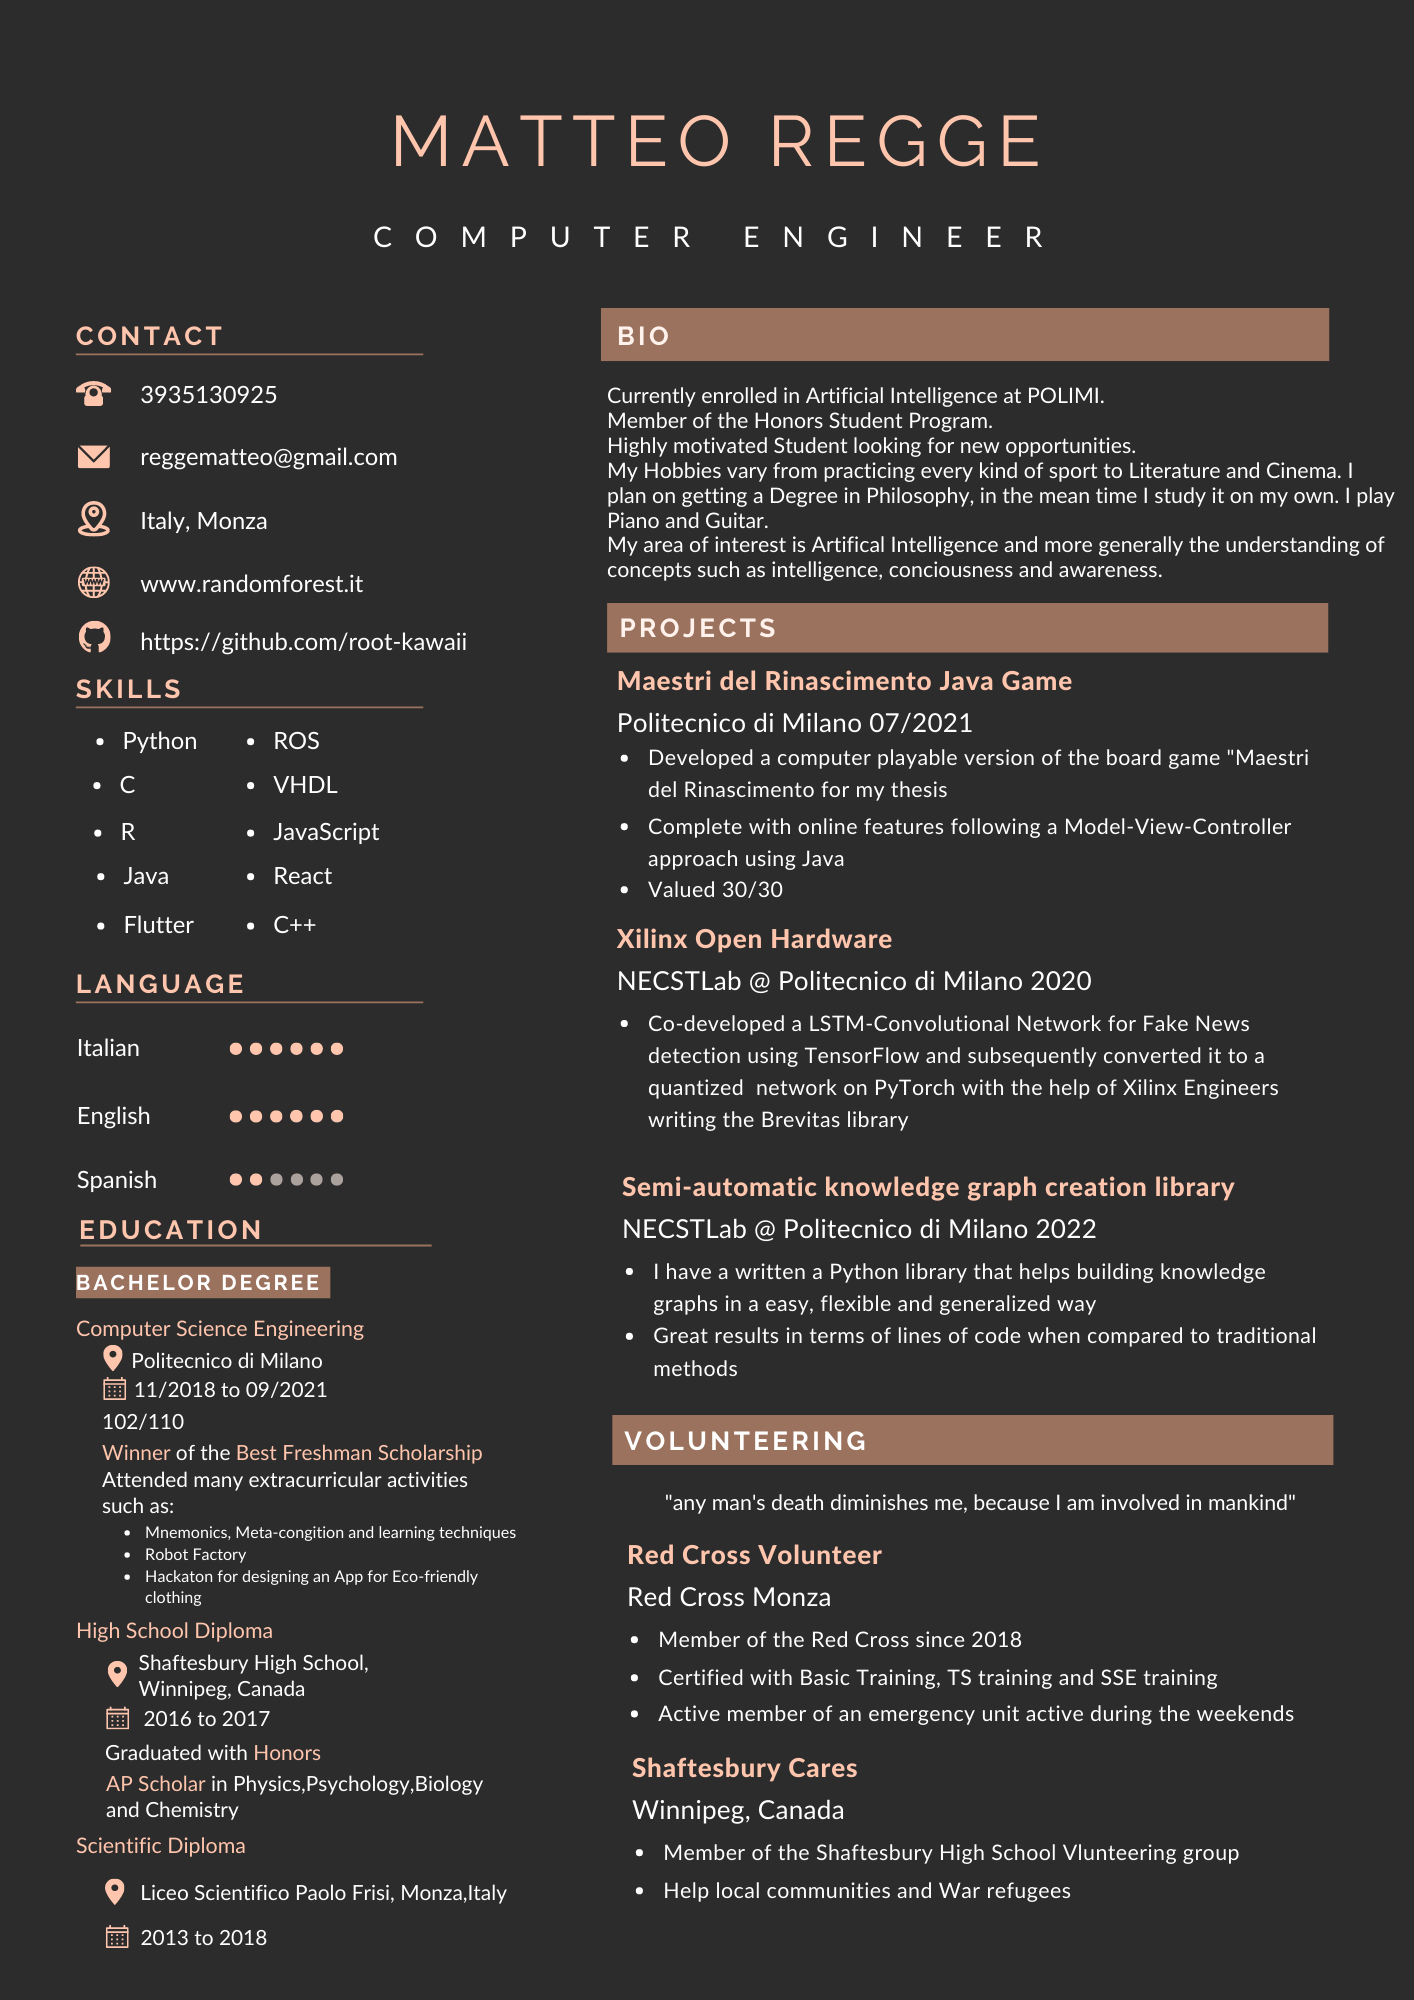 MATTEO REGGE
COMPUTER ENGINEER
CONTACT
3935130925
reggematteo@gmail.com
Italy, Monza
www.randomforest.it
https://github.com/root-kawaii
SKILLS
• Python
• C
• R
• Java
• Flutter
• ROS
• VHDL
• JavaScript
• React
• C++
LANGUAGE
Italian
English
Spanish
EDUCATION
BACHELOR DEGREE
Computer Science Engineering
Politecnico di Milano
11/2018 to 09/2021
102/110
Winner of the Best Freshman Scholarship
Attended many extracurricular activities
such as:
• Mnemonics, Meta-congition and learning techniques
• Robot Factory
• Hackaton for designing an App for Eco-friendly
clothing
High School Diploma
Shaftesbury High School,
Winnipeg, Canada
2016 to 2017
Graduated with Honors
AP Scholar in Physics,Psychology,Biology
and Chemistry
Scientific Diploma
Liceo Scientifico Paolo Frisi, Monza,Italy
2013 to 2018
BIO
Currently enrolled in Artificial Intelligence at POLIMI.
Member of the Honors Student Program.
Highly motivated Student looking for new opportunities.
My Hobbies vary from practicing every kind of sport to Literature and Cinema. I
plan on getting a Degree in Philosophy, in the mean time I study it on my own. I play
Piano and Guitar.
My area of interest is Artifical Intelligence and more generally the understanding of
concepts such as intelligence, conciousness and awareness.
PROJECTS
Maestri del Rinascimento Java Game
Politecnico di Milano 07/2021
• Developed a computer playable version of the board game "Maestri
del Rinascimento for my thesis
• Complete with online features following a Model-View-Controller
approach using Java
• Valued 30/30
Xilinx Open Hardware
NECSTLab @ Politecnico di Milano 2020
• Co-developed a LSTM-Convolutional Network for Fake News
detection using TensorFlow and subsequently converted it to a
quantized network on PyTorch with the help of Xilinx Engineers
writing the Brevitas library
Semi-automatic knowledge graph creation library
NECSTLab @ Politecnico di Milano 2022
• I have a written a Python library that helps building knowledge
graphs in a easy, flexible and generalized way
• Great results in terms of lines of code when compared to traditional
methods
VOLUNTEERING
"any man's death diminishes me, because I am involved in mankind"
Red Cross Volunteer
Red Cross Monza
• Member of the Red Cross since 2018
• Certified with Basic Training, TS training and SSE training
• Active member of an emergency unit active during the weekends
Shaftesbury Cares
Winnipeg, Canada
• Member of the Shaftesbury High School Vlunteering group
• Help local communities and War refugees